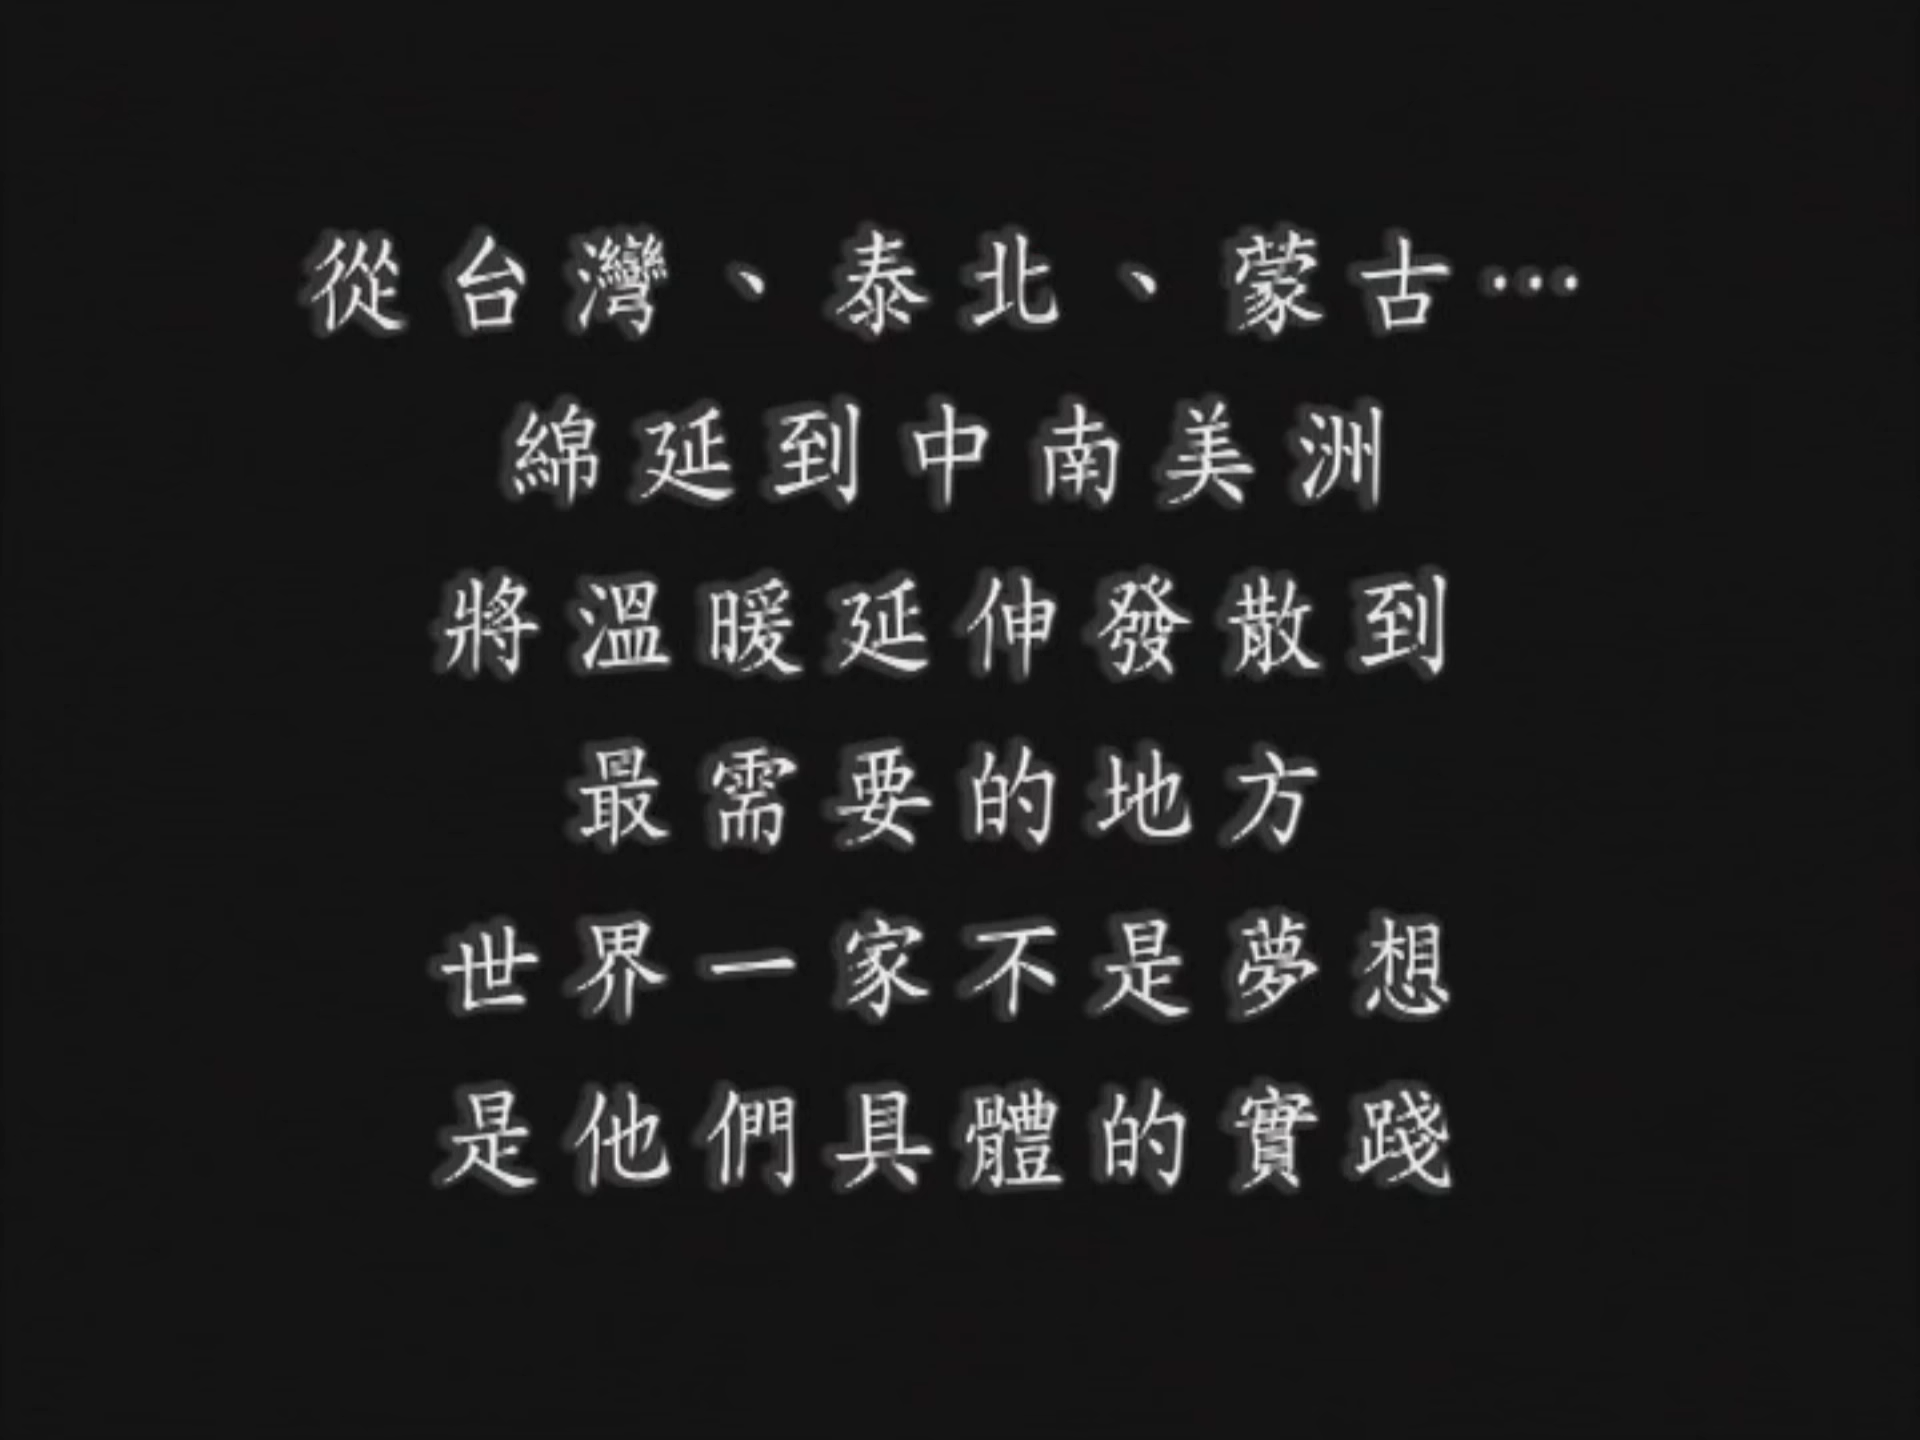 從台灣、泰北、蒙古…
綿延到中南美洲
將溫暖延伸發散到
最需要的地方
世界一家不是夢想
是他們具體的實踐